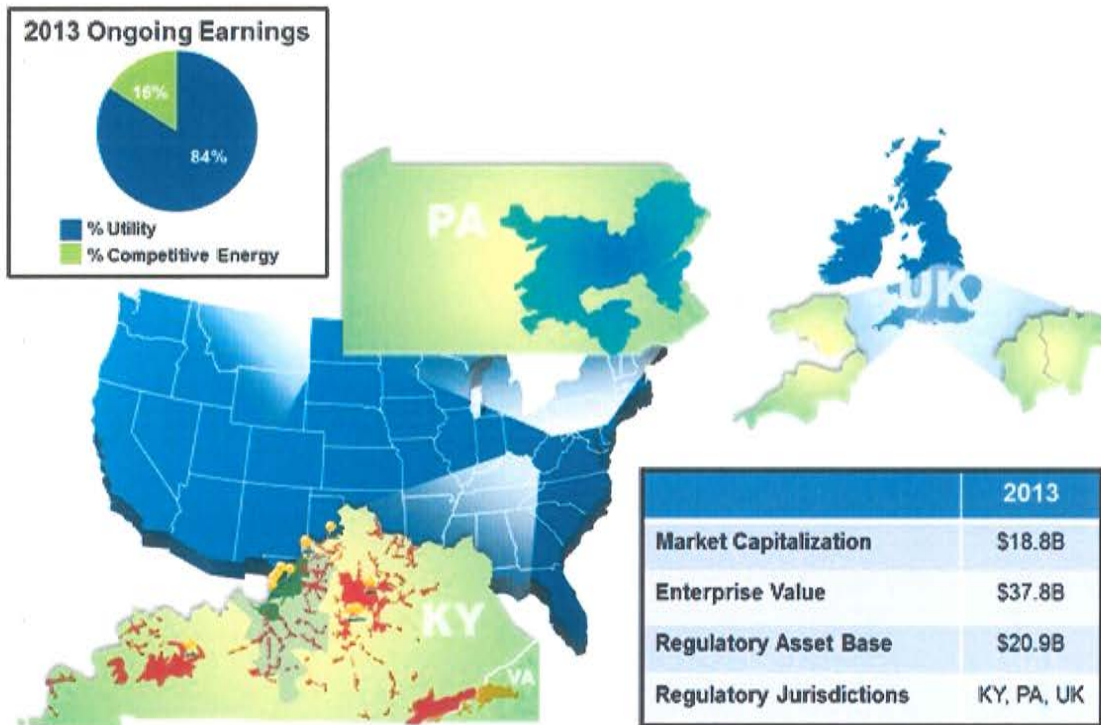 2013 Ongoing Earnings
16%
84%
% Utility
% Competitive Energy
PA
UK
KY
VA
2013
Market Capitalization $18.8B
Enterprise Value $37.8B
Regulatory Asset Base $20.9B
Regulatory Jurisdictions KY, PA, UK